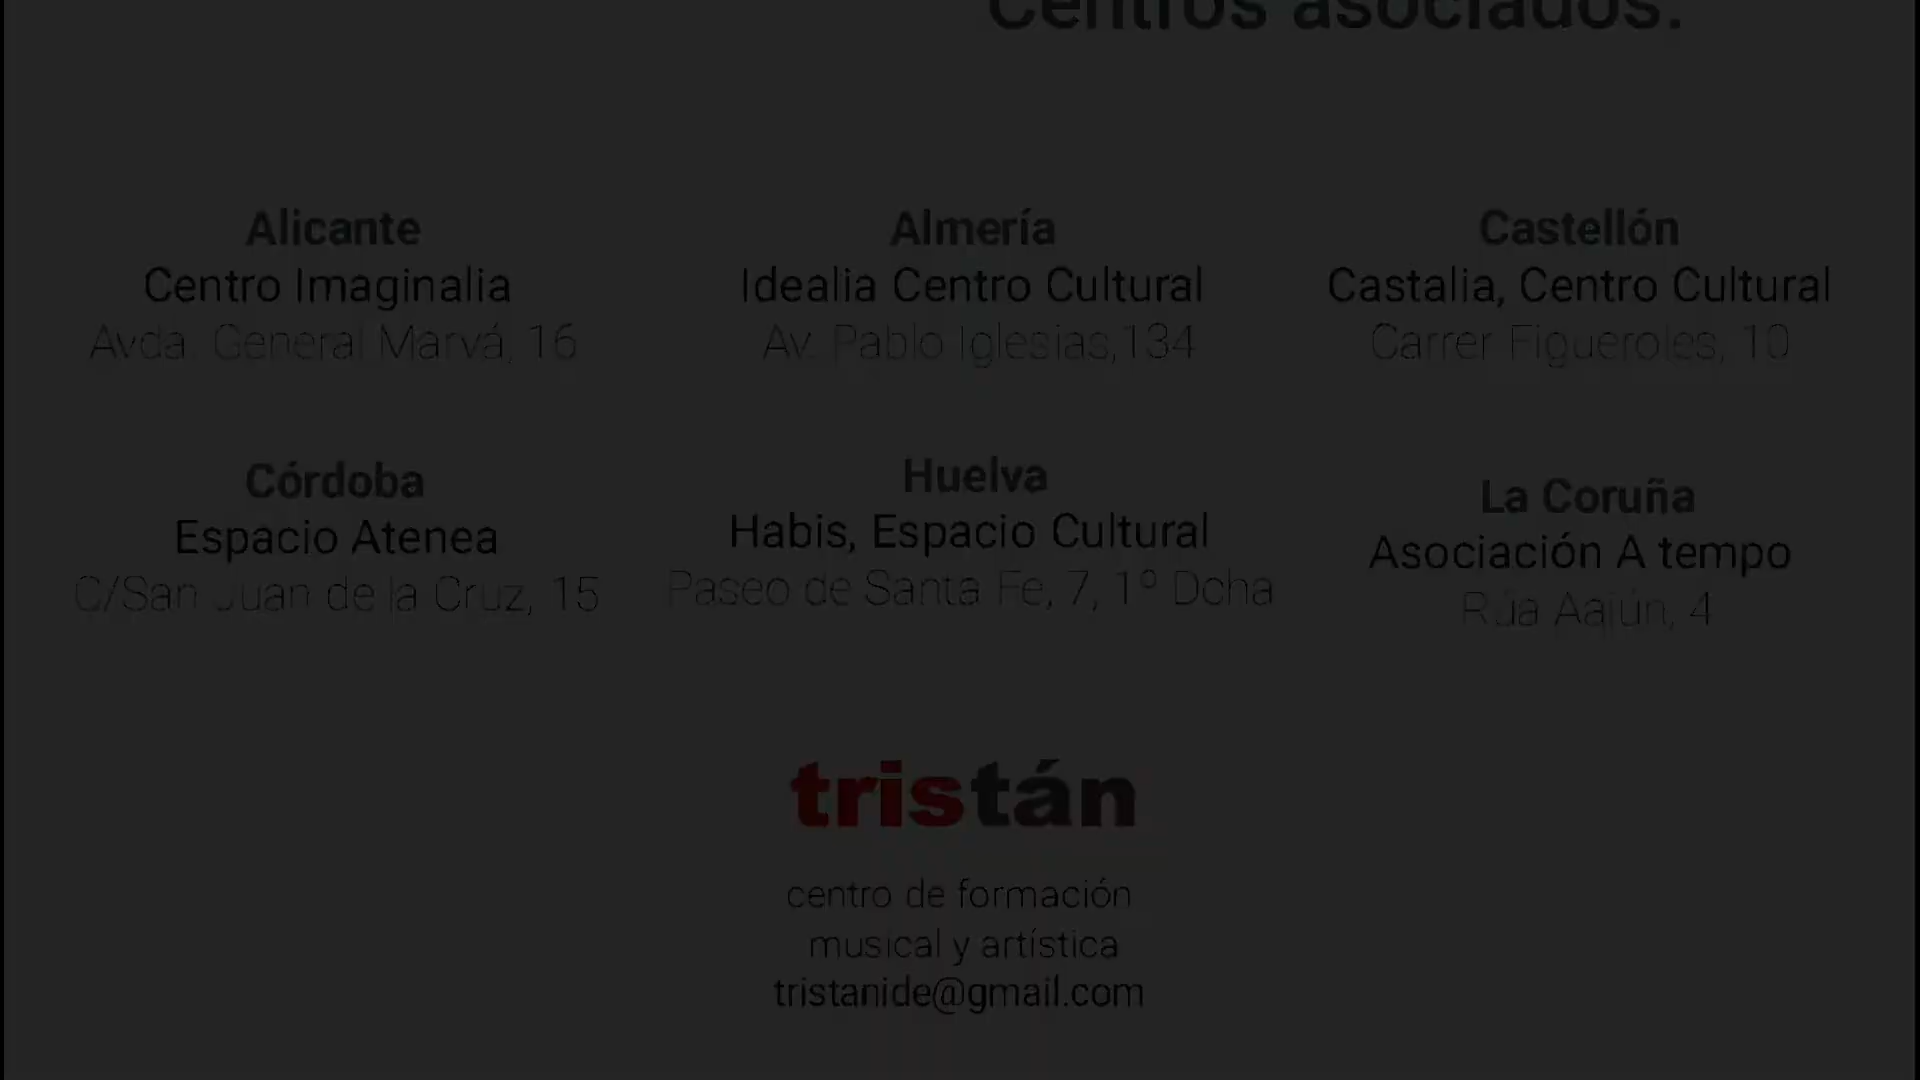 Centros asociados:
Alicante
Centro Imaginalia
Avda. General Marvá, 16
Almería
Idealia Centro Cultural
Av. Pablo Iglesias,134
Castellón
Castalia, Centro Cultural
Carrer Figueroles, 10
Córdoba
Espacio Atenea
C/San Juan de la Cruz, 15
Huelva
Habis, Espacio Cultural
Paseo de Santa Fe, 7, 1º Dcha
La Coruña
Asociación A tempo
Rúa Aajún, 4
tristán
centro de formación
musical y artística
tristanide@gmail.com